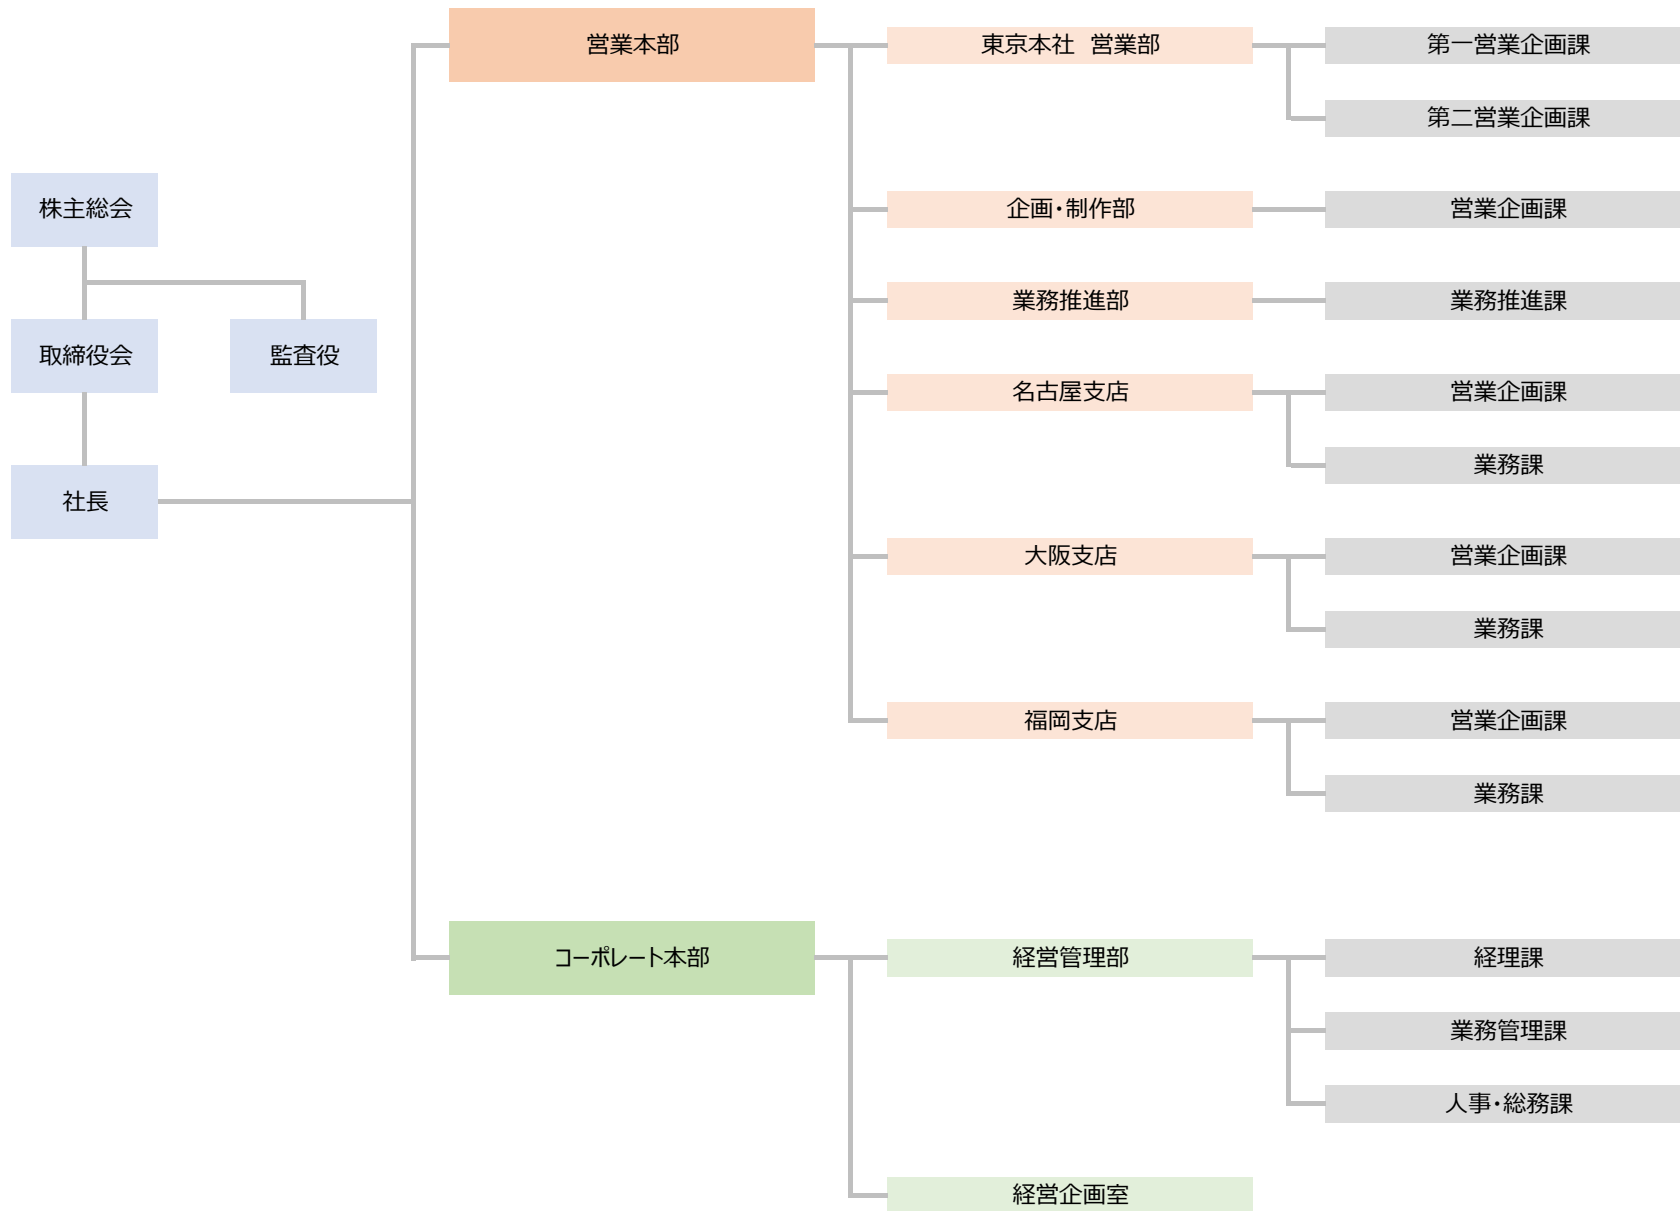 株主総会
取締役会
監査役
社長
営業本部
東京本社　営業部
第一営業企画課
第二営業企画課
企画・制作部
営業企画課
業務推進部
業務推進課
名古屋支店
営業企画課
業務課
大阪支店
営業企画課
業務課
福岡支店
営業企画課
業務課
コーポレート本部
経営管理部
経理課
業務管理課
人事・総務課
経営企画室